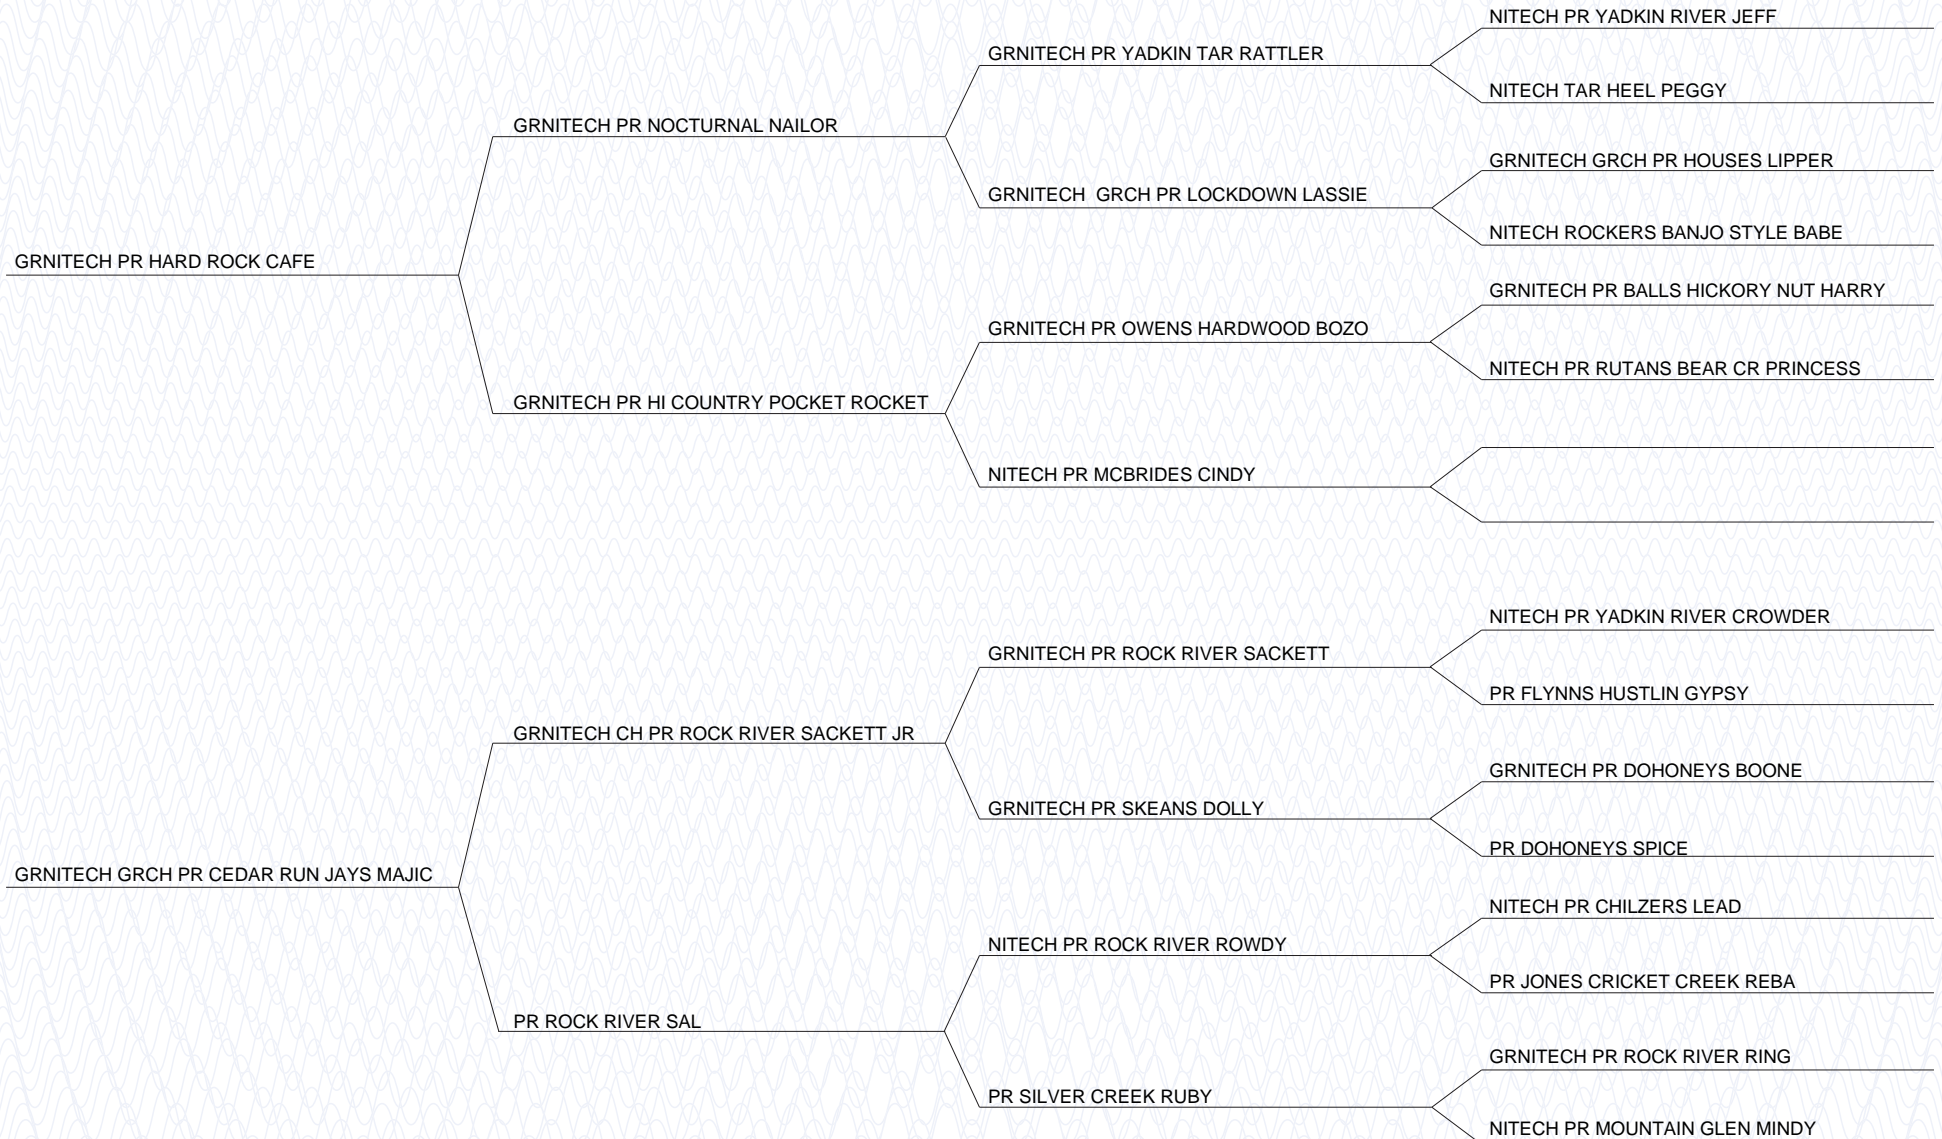 NITECH PR YADKIN RIVER JEFF
GRNITECH PR YADKIN TAR RATTLER
NITECH TAR HEEL PEGGY
GRNITECH PR NOCTURNAL NAILOR
GRNITECH GRCH PR HOUSES LIPPER
GRNITECH  GRCH PR LOCKDOWN LASSIE
NITECH ROCKERS BANJO STYLE BABE
GRNITECH PR HARD ROCK CAFE
GRNITECH PR BALLS HICKORY NUT HARRY
GRNITECH PR OWENS HARDWOOD BOZO
NITECH PR RUTANS BEAR CR PRINCESS
GRNITECH PR HI COUNTRY POCKET ROCKET
NITECH PR MCBRIDES CINDY
NITECH PR YADKIN RIVER CROWDER
GRNITECH PR ROCK RIVER SACKETT
PR FLYNNS HUSTLIN GYPSY
GRNITECH CH PR ROCK RIVER SACKETT JR
GRNITECH PR DOHONEYS BOONE
GRNITECH PR SKEANS DOLLY
PR DOHONEYS SPICE
GRNITECH GRCH PR CEDAR RUN JAYS MAJIC
NITECH PR CHILZERS LEAD
NITECH PR ROCK RIVER ROWDY
PR JONES CRICKET CREEK REBA
PR ROCK RIVER SAL
GRNITECH PR ROCK RIVER RING
PR SILVER CREEK RUBY
NITECH PR MOUNTAIN GLEN MINDY